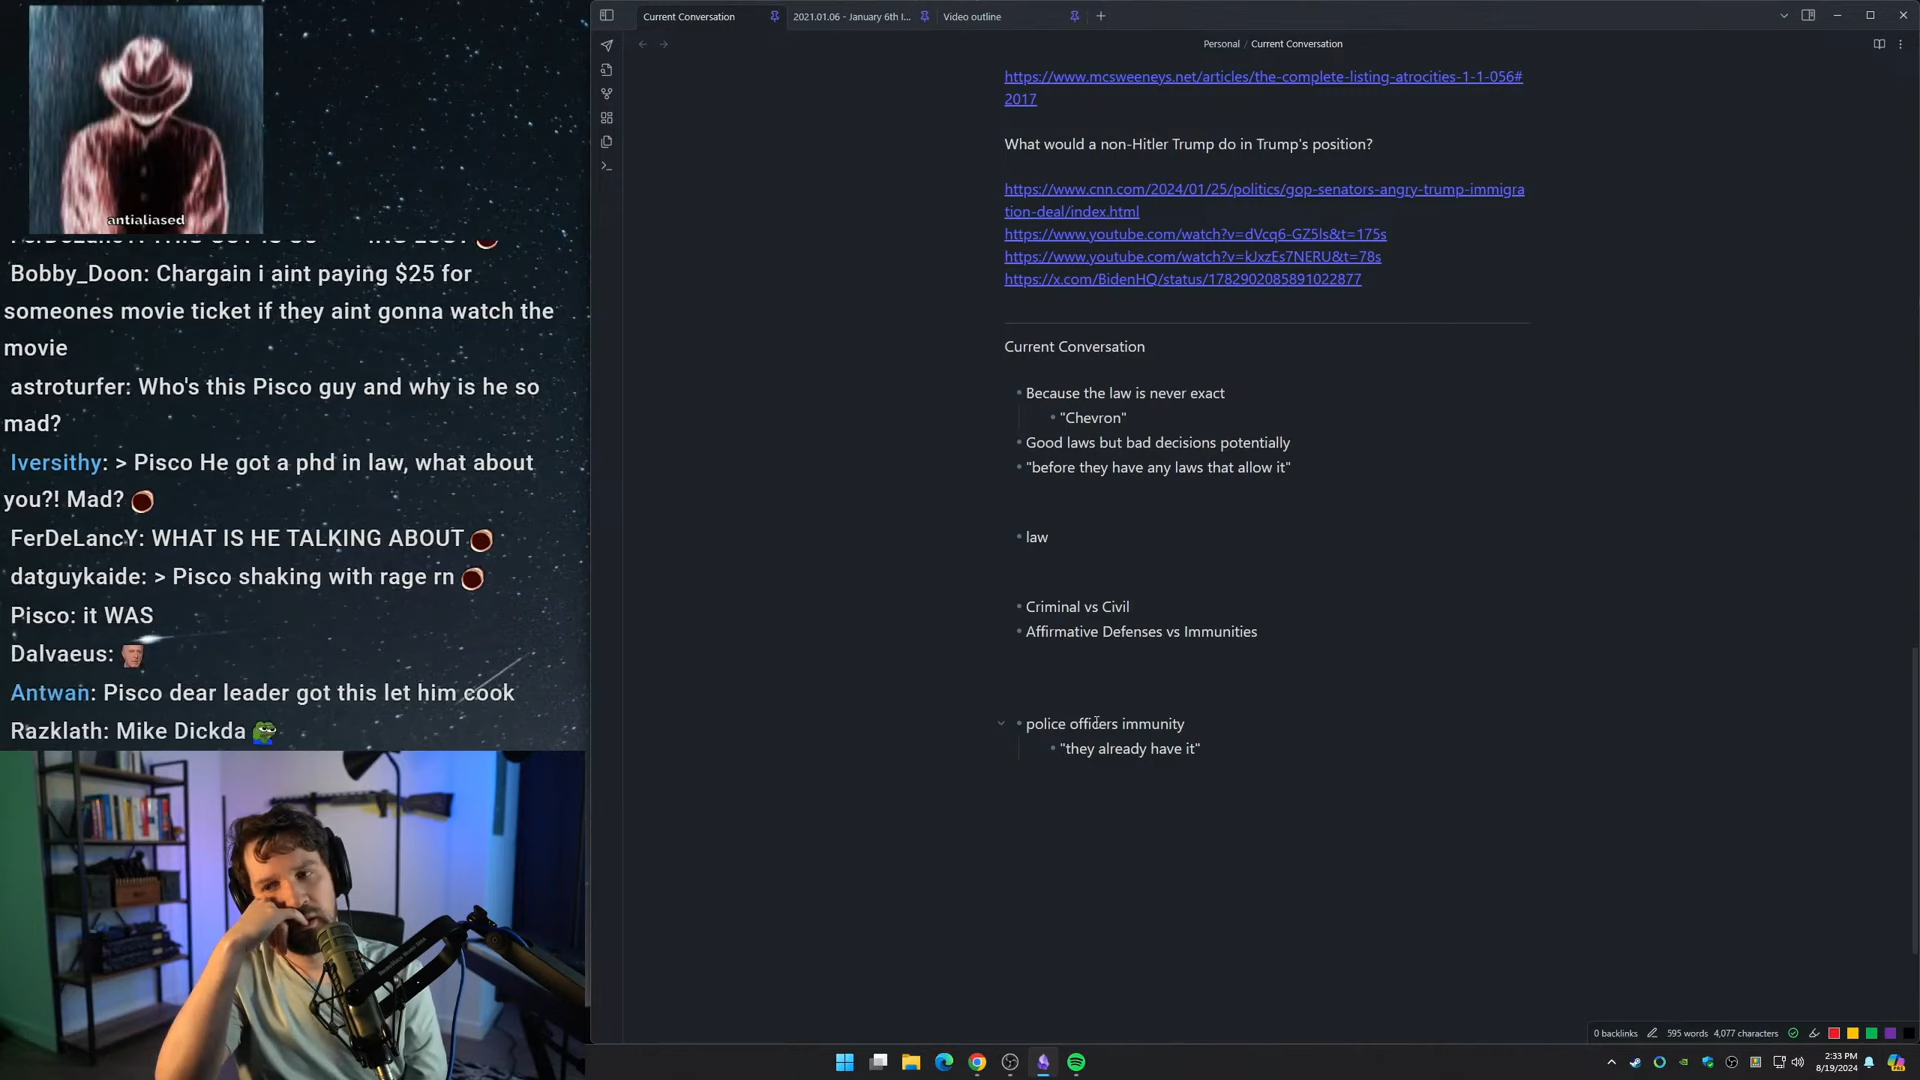 antialiased
Bobby_Doon: Chargain i aint paying $25 for
someones movie ticket if they aint gonna watch the
movie
astroturfer: Who's this Pisco guy and why is he so
mad?
Iversithy: > Pisco He got a phd in law, what about
you?! Mad?
FerDeLancY: WHAT IS HE TALKING ABOUT
datguykaide: > Pisco shaking with rage rn
Pisco: it WAS
Dalvaeus:
Antwan: Pisco dear leader got this let him cook
Razklath: Mike Dickda
Current Conversation
2021.01.06 - January 6th I...
Video outline
Personal / Current Conversation
https://www.mcsweeneys.net/articles/the-complete-listing-atrocities-1-1-056#
2017
What would a non-Hitler Trump do in Trump's position?
https://www.cnn.com/2024/01/25/politics/gop-senators-angry-trump-immigra
tion-deal/index.html
https://www.youtube.com/watch?v=dVcq6-GZ5ls&t=175s
https://www.youtube.com/watch?v=kJxzEs7NERU&t=78s
https://x.com/BidenHQ/status/1782902085891022877
Current Conversation
Because the law is never exact
"Chevron"
Good laws but bad decisions potentially
"before they have any laws that allow it"
law
Criminal vs Civil
Affirmative Defenses vs Immunities
police officers immunity
"they already have it"
0 backlinks 595 words 4,077 characters
2:33 PM
8/19/2024